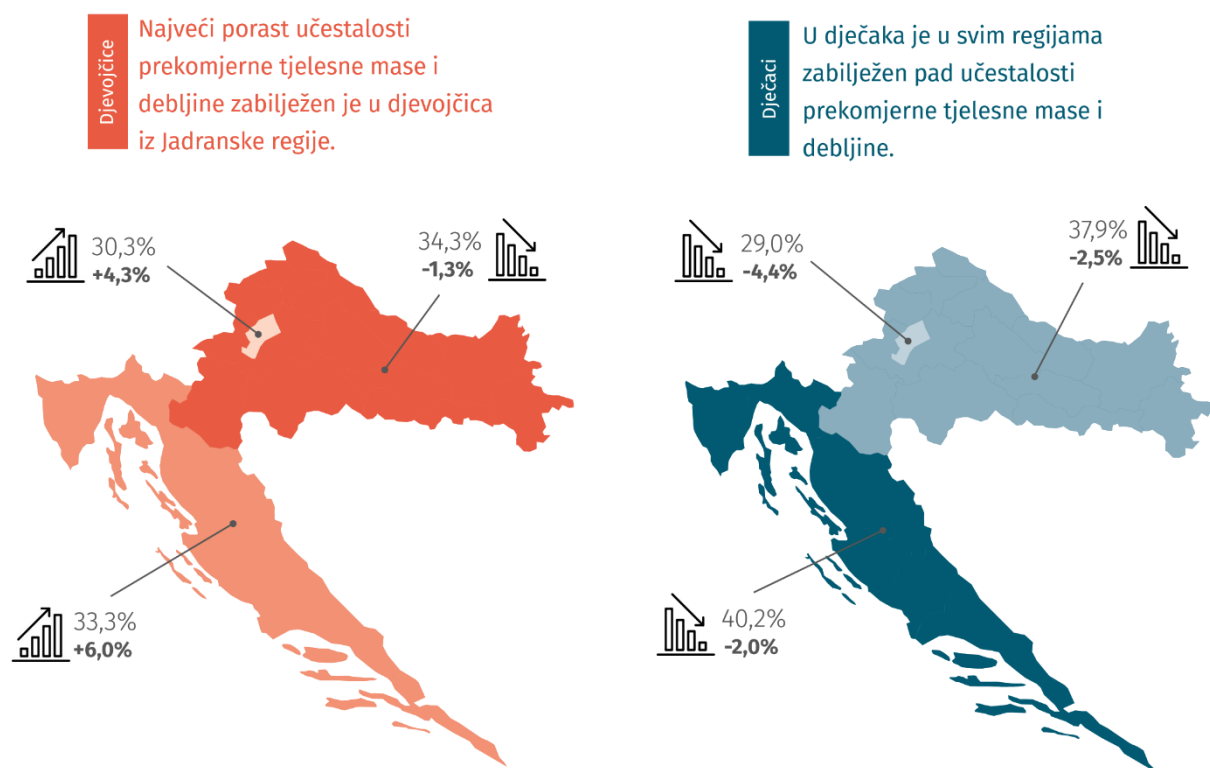 Djevojčice
Najveći porast učestalosti
prekomjerne tjelesne mase i
debljine zabilježen je u djevojčica
iz Jadranske regije.
30,3%
+4,3%
34,3%
-1,3%
33,3%
+6,0%
Dječaci
U dječaka je u svim regijama
zabilježen pad učestalosti
prekomjerne tjelesne mase i
debljine.
29,0%
-4,4%
37,9%
-2,5%
40,2%
-2,0%